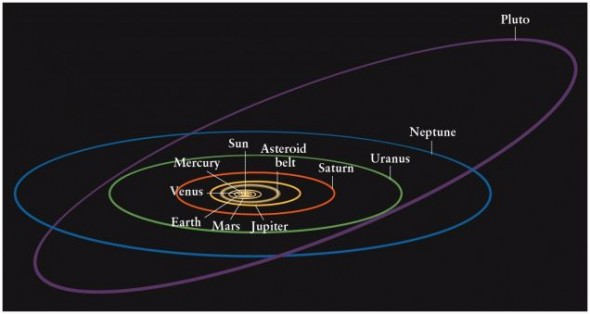 Pluto
Neptune
Sun
Asteroid
belt
Mercury
Uranus
Saturn
Venus
Earth
Mars
Jupiter